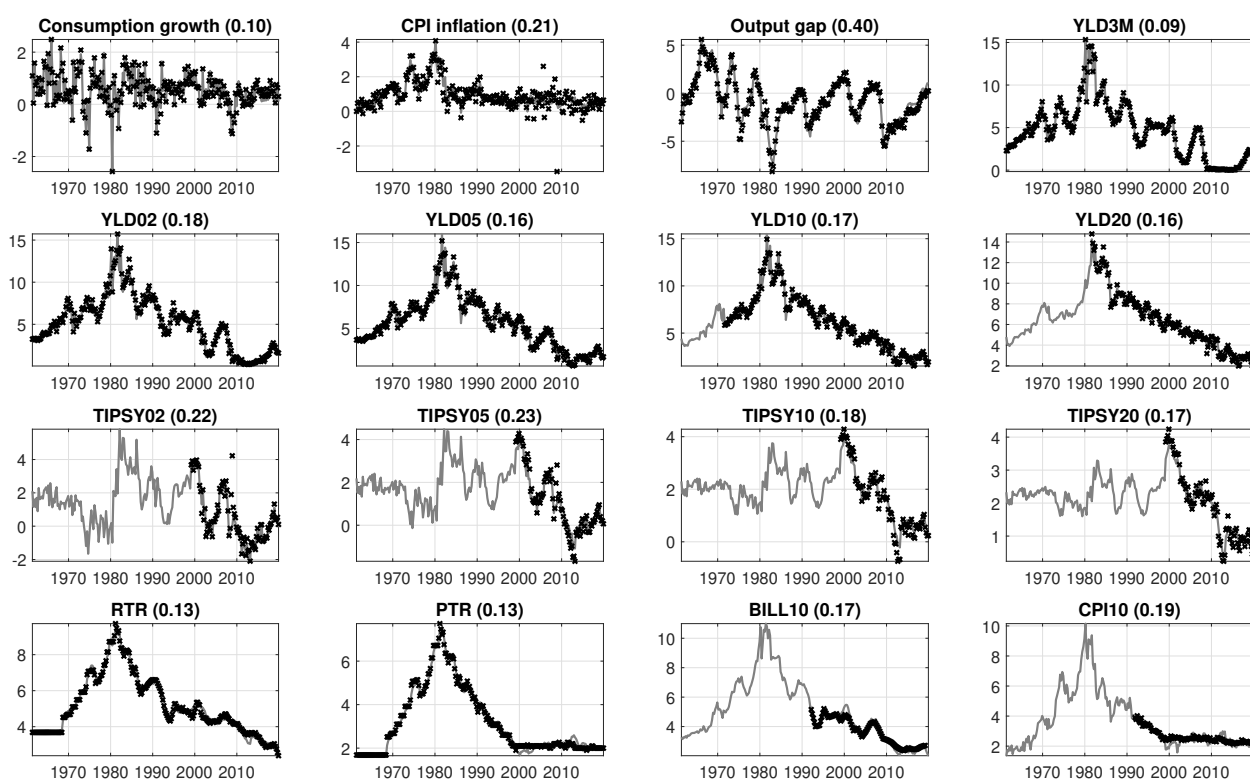 Consumption growth (0.10)
2
0
-2
1970 1980 1990 2000 2010
CPI inflation (0.21)
4
2
0
-2
1970 1980 1990 2000 2010
Output gap (0.40)
5
0
-5
1970 1980 1990 2000 2010
YLD3M (0.09)
15
10
5
0
1970 1980 1990 2000 2010
YLD02 (0.18)
15
10
5
1970 1980 1990 2000 2010
YLD05 (0.16)
15
10
5
1970 1980 1990 2000 2010
YLD10 (0.17)
15
10
5
1970 1980 1990 2000 2010
YLD20 (0.16)
14
12
10
8
6
4
2
1970 1980 1990 2000 2010
TIPSY02 (0.22)
4
2
0
-2
1970 1980 1990 2000 2010
TIPSY05 (0.23)
4
2
0
1970 1980 1990 2000 2010
TIPSY10 (0.18)
4
2
0
1970 1980 1990 2000 2010
TIPSY20 (0.17)
4
3
2
1
1970 1980 1990 2000 2010
RTR (0.13)
8
6
4
1970 1980 1990 2000 2010
PTR (0.13)
6
4
2
1970 1980 1990 2000 2010
BILL10 (0.17)
10
8
6
4
1970 1980 1990 2000 2010
CPI10 (0.19)
10
8
6
4
2
1970 1980 1990 2000 2010